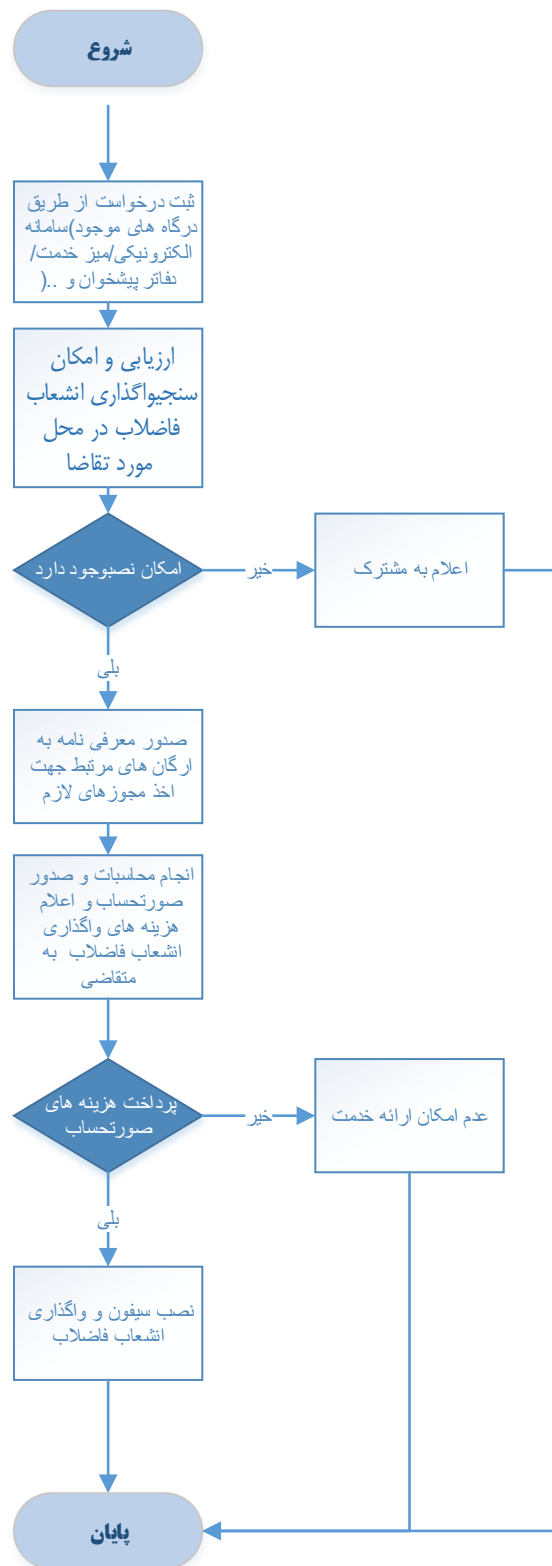 شروع
ثبت درخواست از طریق
درگاه های موجود)سامانه
الکترونیکی/میز خدمت/
دفاتر پیشخوان و ..(
ارزیابی و امکان
سنجیواگذاری انشعاب
فاضلاب در محل
مورد تقاضا
امکان نصبوجود دارد
خیر
اعلام به مشترک
بلی
صدور معرفی نامه به
ارگان های مرتبط جهت
اخذ مجوزهای لازم
انجام محاسبات و صدور
صورتحساب و اعلام
هزینه های واگذاری
انشعاب فاضلاب به
متقاضی
پرداخت هزینه های
صورتحساب
خیر
عدم امکان ارائه خدمت
بلی
نصب سیفون و واگذاری
انشعاب فاضلاب
پایان